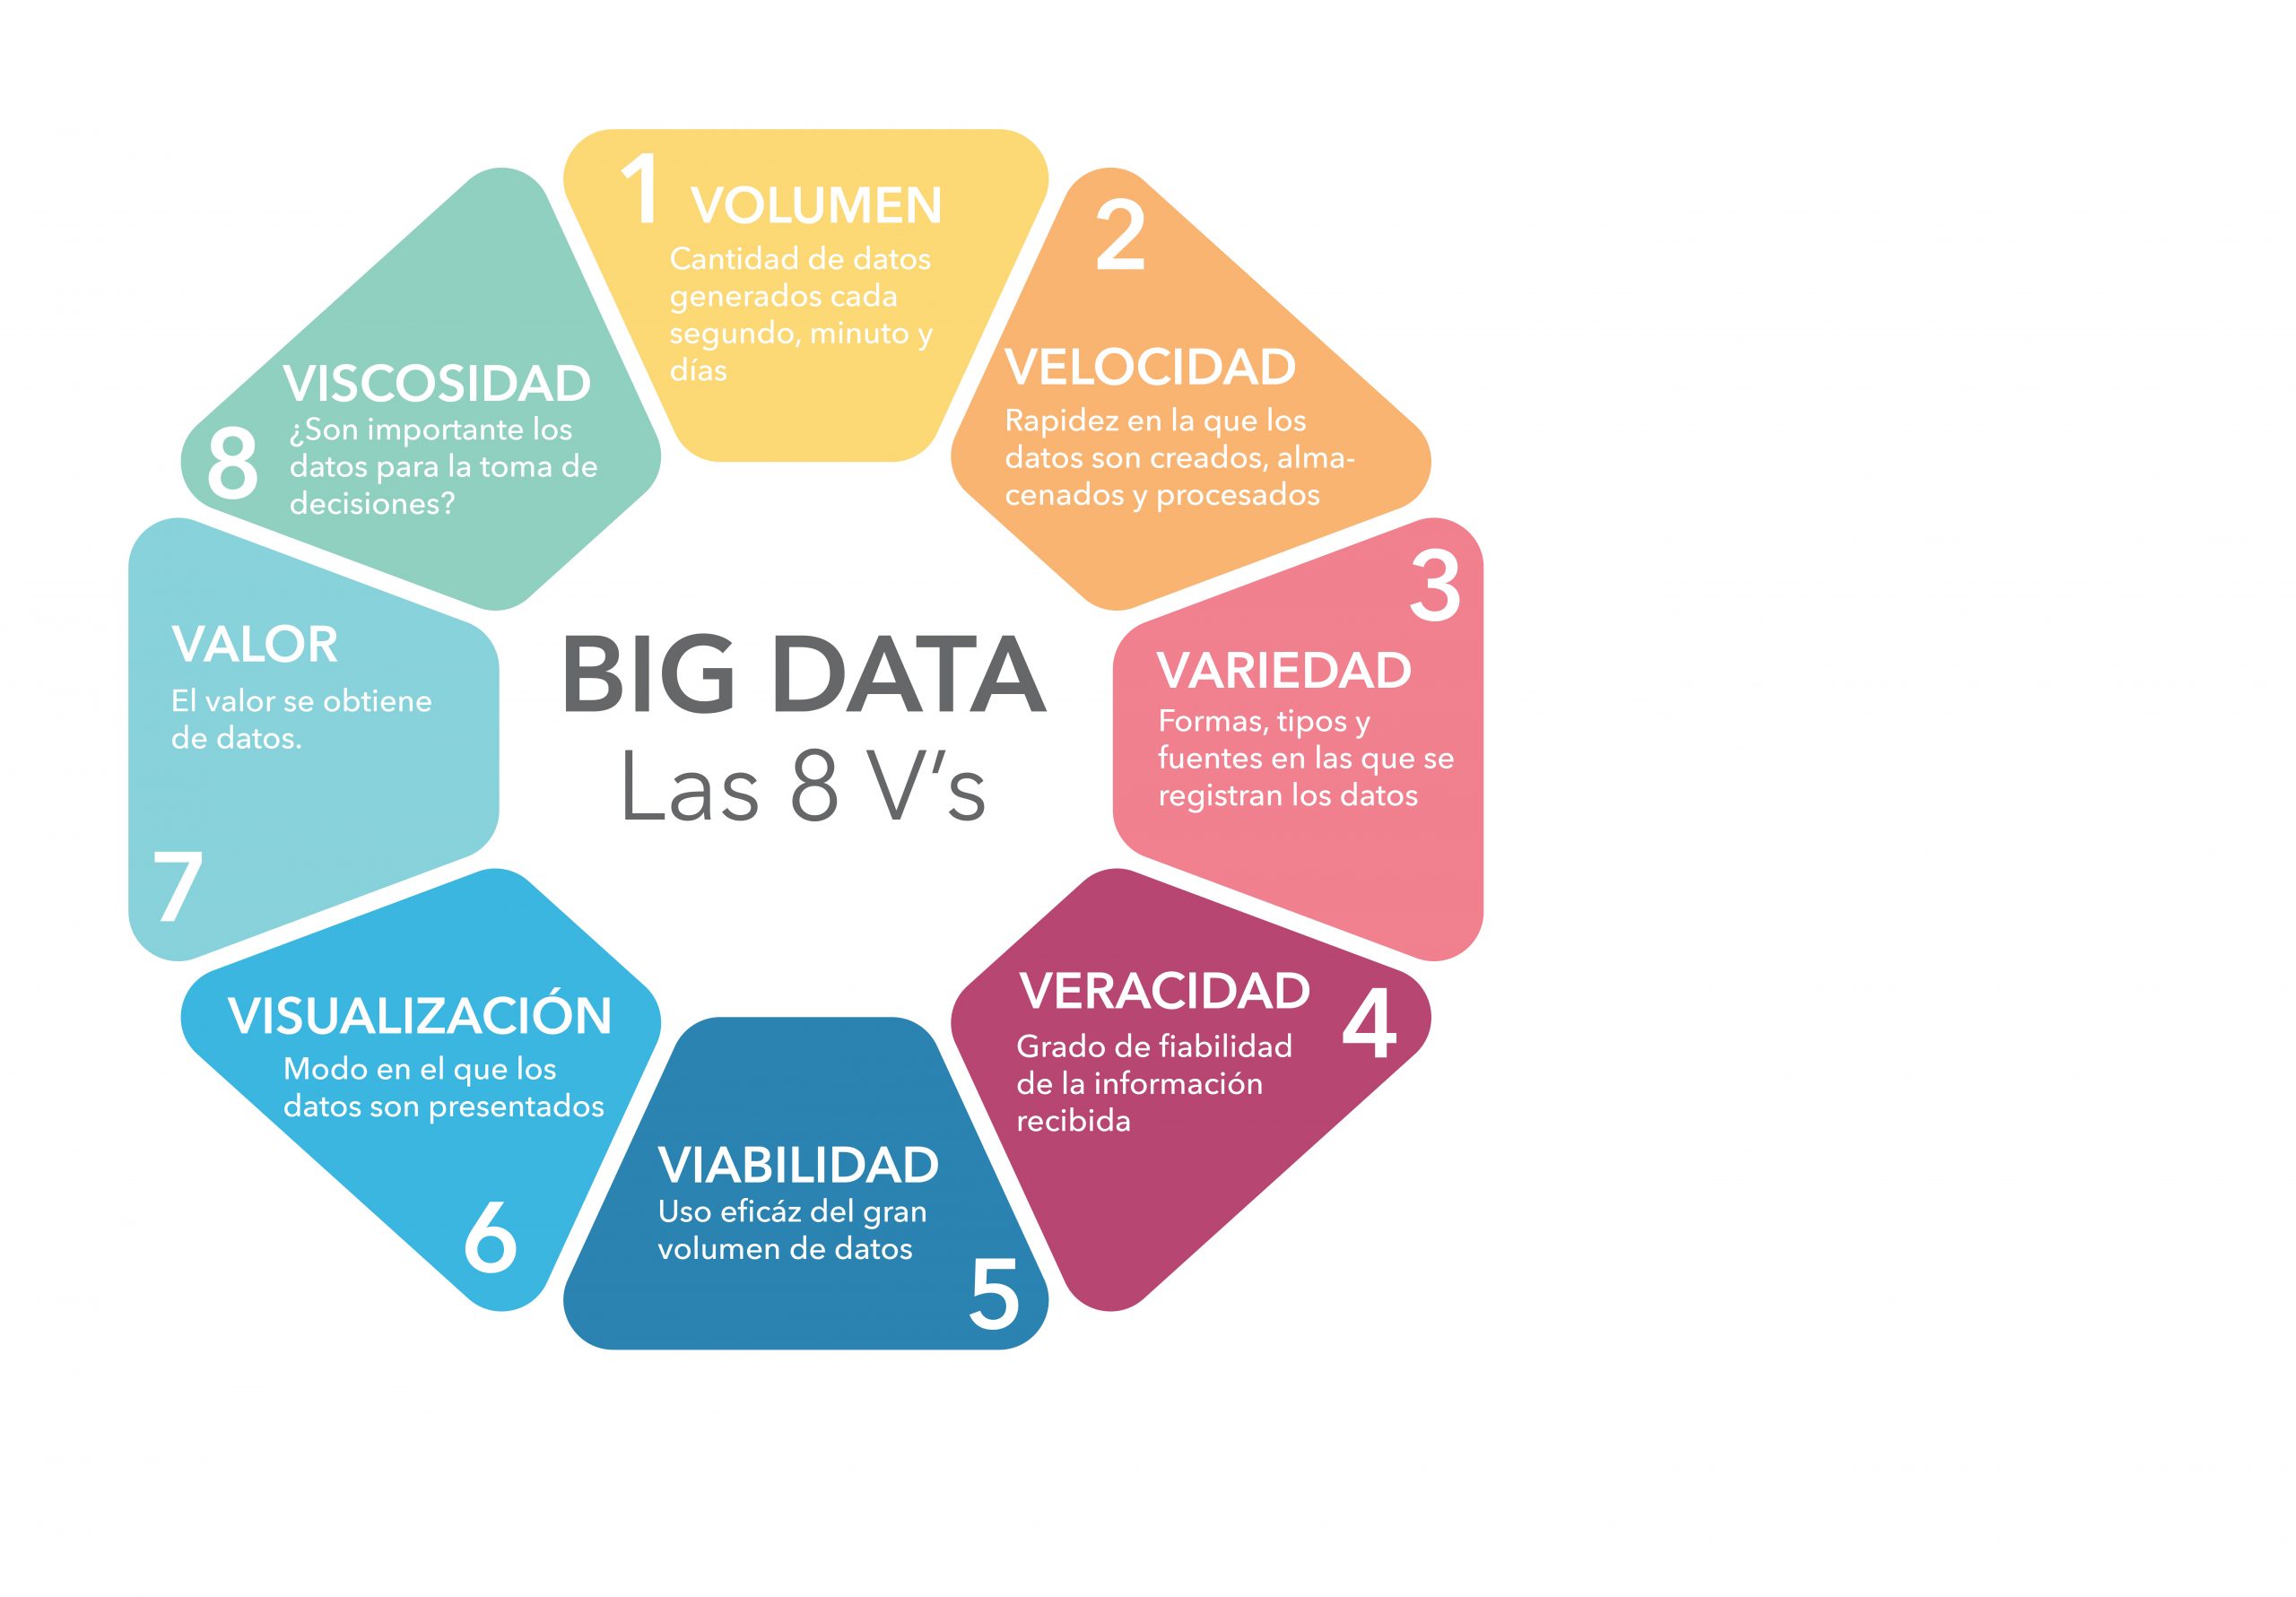 BIG DATA
Las 8 V's
1
VOLUMEN
Cantidad de datos
generados cada
segundo, minuto y
días
2
VELOCIDAD
Rapidez en la que los
datos son creados, alma-
cenados y procesados
3
VARIEDAD
Formas, tipos y
fuentes en las que se
registran los datos
4
VERACIDAD
Grado de fiabilidad
de la información
recibida
5
VIABILIDAD
Uso eficáz del gran
volumen de datos
6
VISUALIZACIÓN
Modo en el que los
datos son presentados
7
VALOR
El valor se obtiene
de datos.
8
VISCOSIDAD
¿Son importante los
datos para la toma de
decisiones?